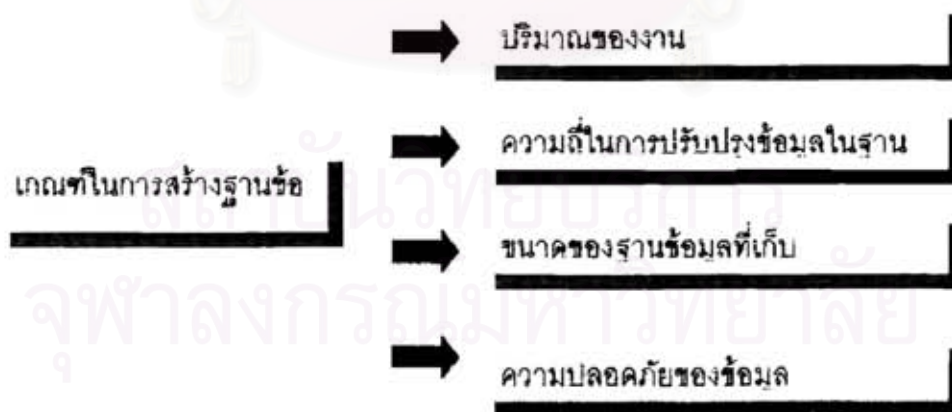 ปริมาณของงาน
ความถี่ในการปรับปรุงข้อมูลในฐาน
เกณฑ์ในการสร้างฐานข้อ
ขนาดของฐานข้อมูลที่เก็บ
ความปลอดภัยของข้อมูล
สถาบันวิทยบริการ
จุฬาลงกรณ์มหาวิทยาลัย